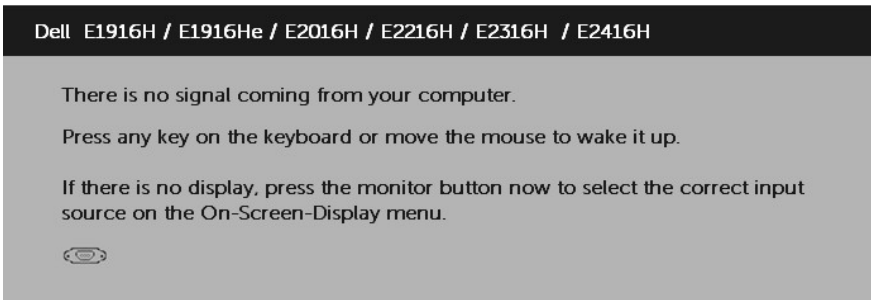 Dell E1916H / E1916He / E2016H / E2216H / E2316H / E2416H
There is no signal coming from your computer.
Press any key on the keyboard or move the mouse to wake it up.
If there is no display, press the monitor button now to select the correct input
source on the On-Screen-Display menu.